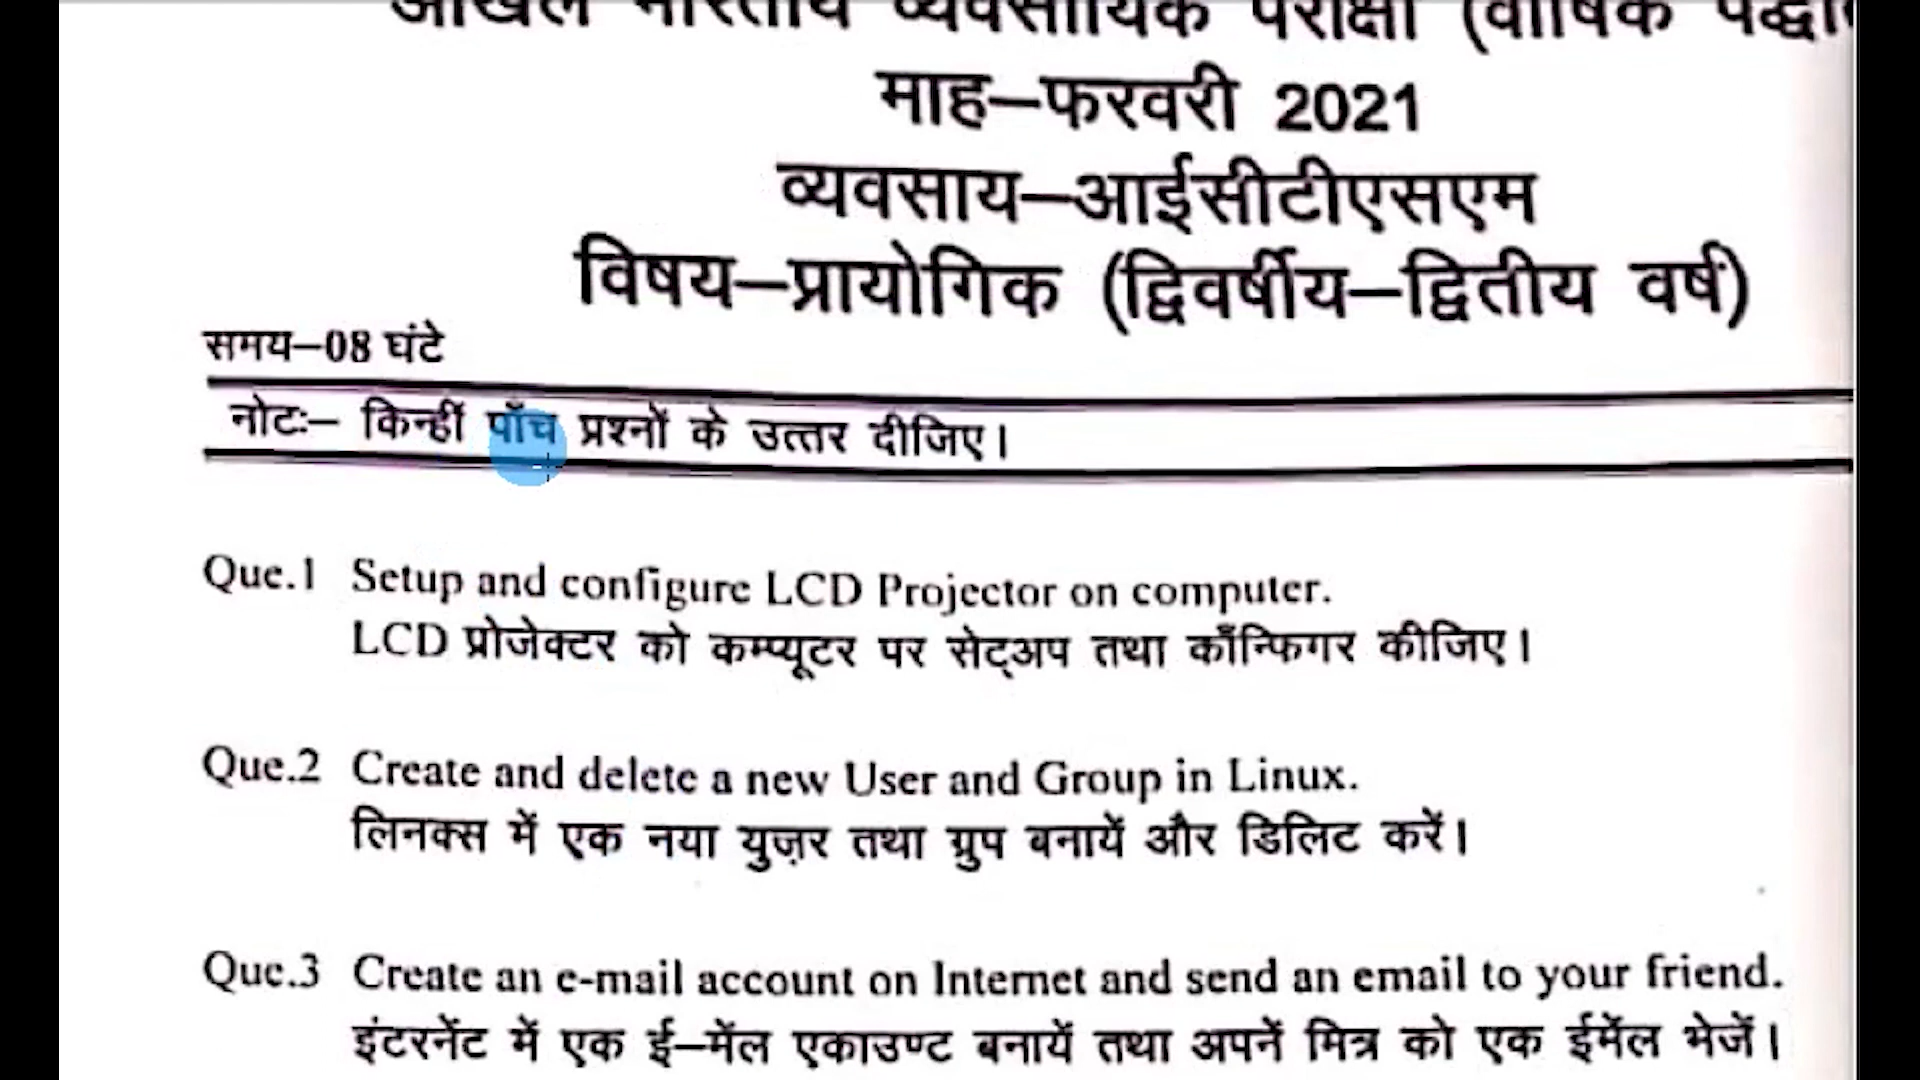 अखिल भारतीय व्यवसायिक परीक्षा (वार्षिक
माह–फरवरी 2021
व्यवसाय–आईसीटीएसएम
विषय–प्रायोगिक (द्विवर्षीय–द्वितीय वर्ष)
समय–08 घंटे
नोटः– किन्हीं पाँच प्रश्नों के उत्तर दीजिए।
Que.1 Setup and configure LCD Projector on computer.
LCD प्रोजेक्टर को कम्प्यूटर पर सेट्अप तथा काँन्फिगर कीजिए।
Que.2 Create and delete a new User and Group in Linux.
लिनक्स में एक नया युज़र तथा ग्रुप बनायें और डिलिट करें।
Que.3 Create an e-mail account on Internet and send an email to your friend.
इंटरनेंट में एक ई–मेंल एकाउण्ट बनायें तथा अपनें मित्र को एक ईमेंल भेजें।